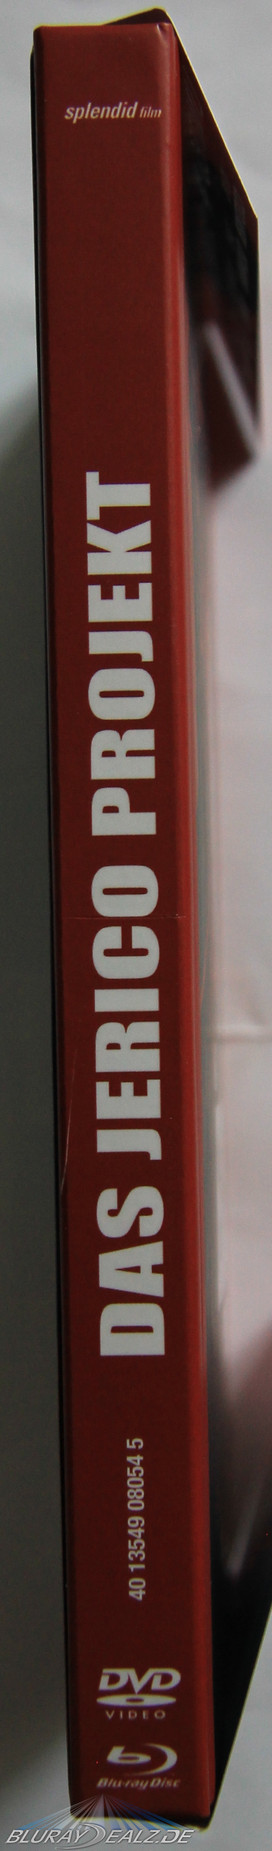 splendid film
DAS JERICO PROJEKT
40 13549 08054 5
DVD
VIDEO
Blu-ray Disc
BLURAYDEALZ.DE